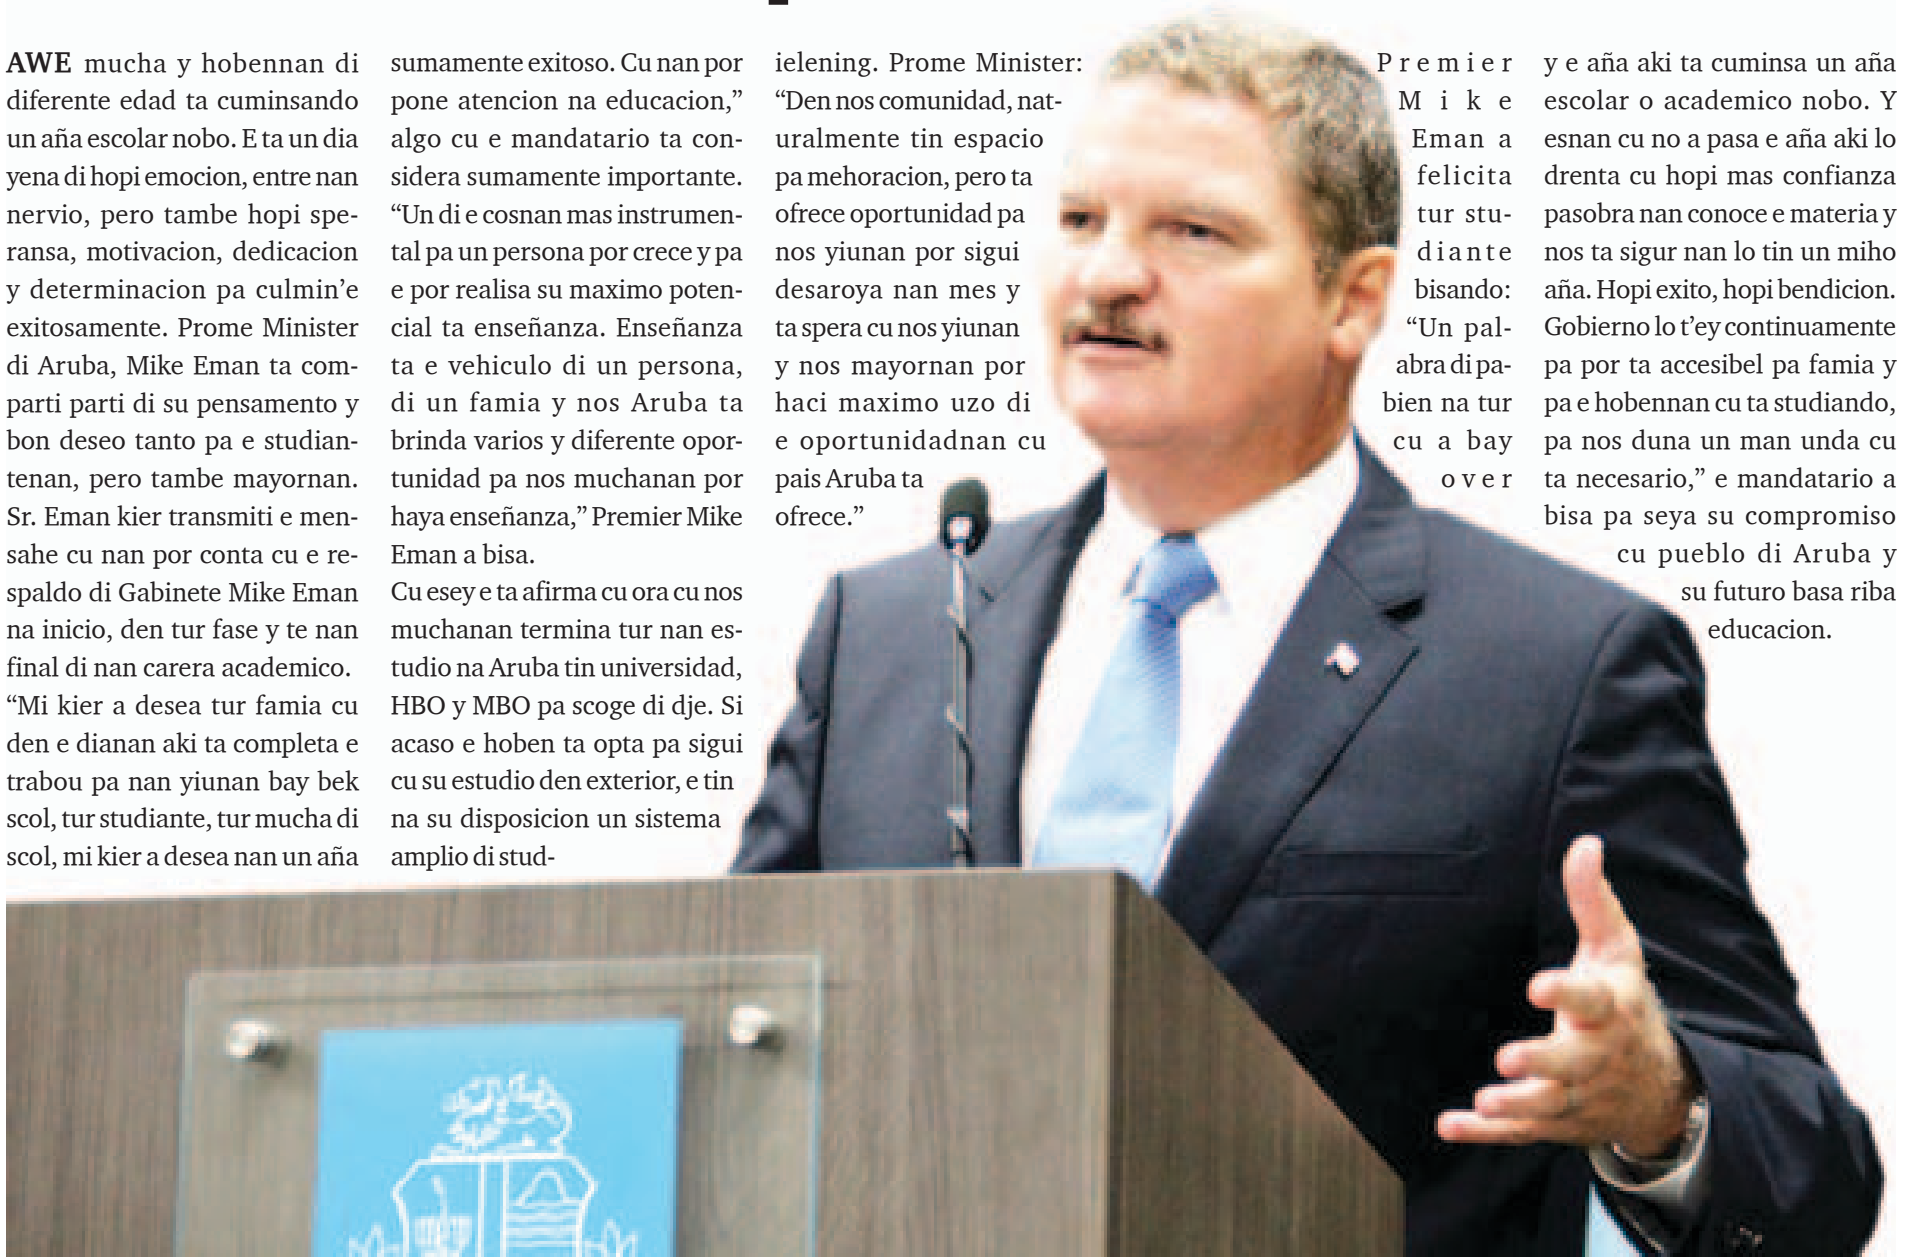 AWE mucha y hobennan di
diferente edad ta cuminsando
un aña escolar nobo. E ta un dia
yena di hopi emocion, entre nan
nervio, pero tambe hopi spe-
ransa, motivacion, dedicacion
y determinacion pa culmin’e
exitosamente. Prome Minister
di Aruba, Mike Eman ta com-
parti parti di su pensamento y
bon deseo tanto pa e studian-
tenan, pero tambe mayornan.
Sr. Eman kier transmiti e men-
sahe cu nan por conta cu e re-
spaldo di Gabinete Mike Eman
na inicio, den tur fase y te nan
final di nan carera academico.
“Mi kier a desea tur famia cu
den e dianan aki ta completa e
trabou pa nan yiunan bay bek
scol, tur studiante, tur mucha di
scol, mi kier a desea nan un aña
sumamente exitoso. Cu nan por
pone atencion na educacion,”
algo cu e mandatario ta con-
sidera sumamente importante.
“Un di e cosnan mas instrumen-
tal pa un persona por crece y pa
e por realisa su maximo poten-
cial ta enseñanza. Enseñanza
ta e vehiculo di un persona,
di un famia y nos Aruba ta
brinda varios y diferente opor-
tunidad pa nos muchanan por
haya enseñanza,” Premier Mike
Eman a bisa.
Cu esey e ta afirma cu ora cu nos
muchanan termina tur nan es-
tudio na Aruba tin universidad,
HBO y MBO pa scoge di dje. Si
acaso e hoben ta opta pa sigui
cu su estudio den exterior, e tin
na su disposicion un sistema
amplio di stud-
ielening. Prome Minister:
“Den nos comunidad, nat-
uralmente tin espacio
pa mehoracion, pero ta
ofrece oportunidad pa
nos yiunan por sigui
desaroya nan mes y
ta spera cu nos yiunan
y nos mayornan por
haci maximo uzo di
e oportunidadnan cu
pais Aruba ta
ofrece.”
Premier
Mike
Eman a
felicita
tur stu-
diante
bisando:
“Un pal-
abra di pa-
bien na tur
cu a bay
over
y e aña aki ta cuminsa un aña
escolar o academico nobo. Y
esnan cu no a pasa e aña aki lo
drenta cu hopi mas confianza
pasobra nan conoce e materia y
nos ta sigur nan lo tin un miho
aña. Hopi exito, hopi bendicion.
Gobierno lo t’ey continuamente
pa por ta accesibel pa famia y
pa e hobennan cu ta studiando,
pa nos duna un man unda cu
ta necesario,” e mandatario a
bisa pa seya su compromiso
cu pueblo di Aruba y
su futuro basa riba
educacion.